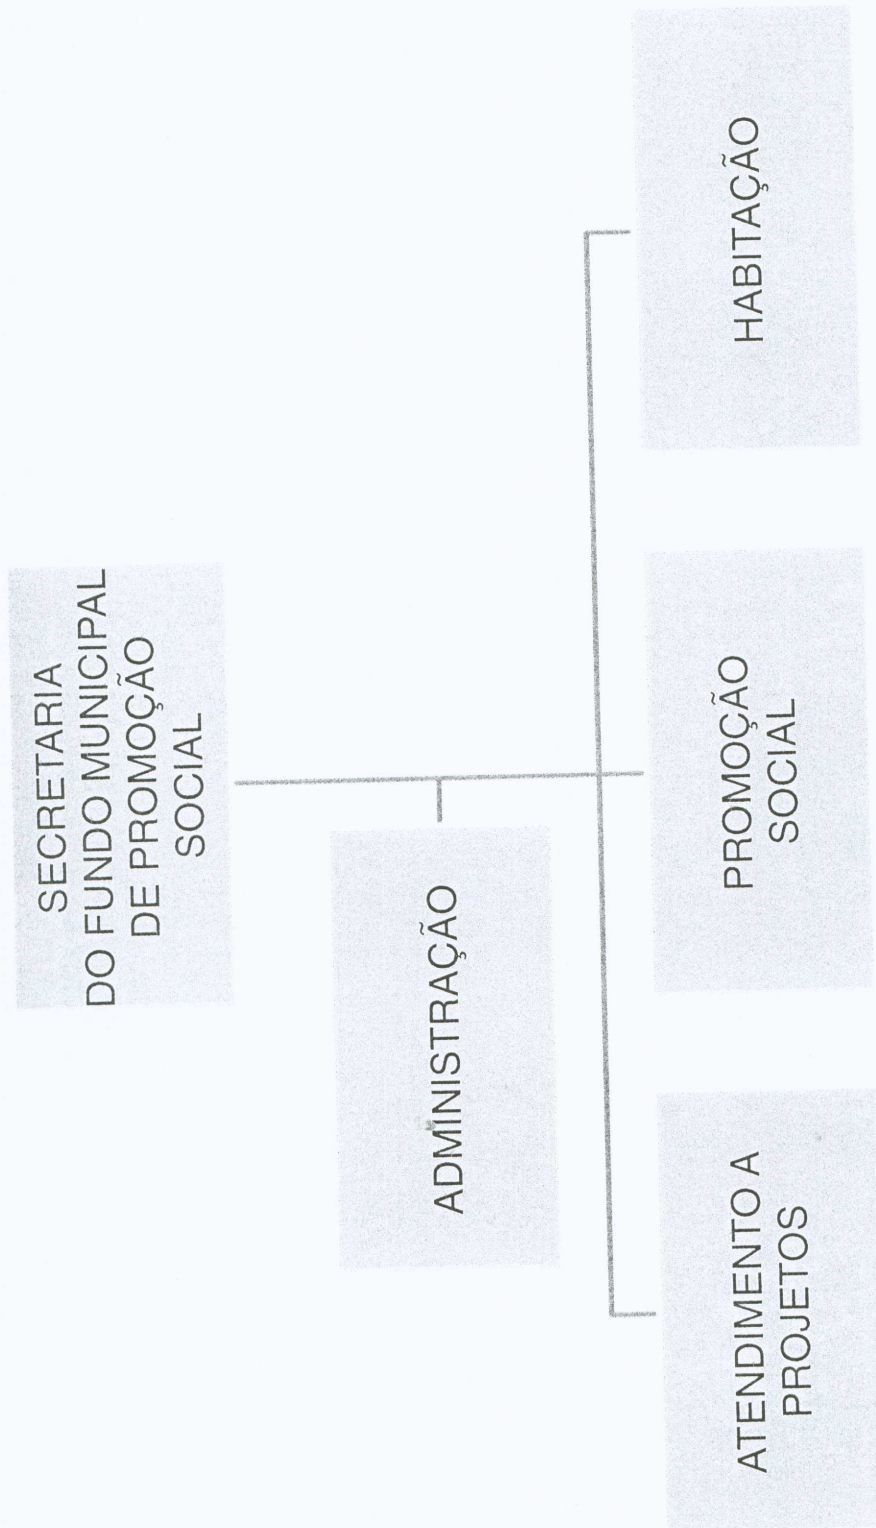 SECRETARIA
DO FUNDO MUNICIPAL
DE PROMOÇÃO
SOCIAL
ADMINISTRAÇÃO
ATENDIMENTO A
PROJETOS
PROMOÇÃO
SOCIAL
HABITAÇÃO